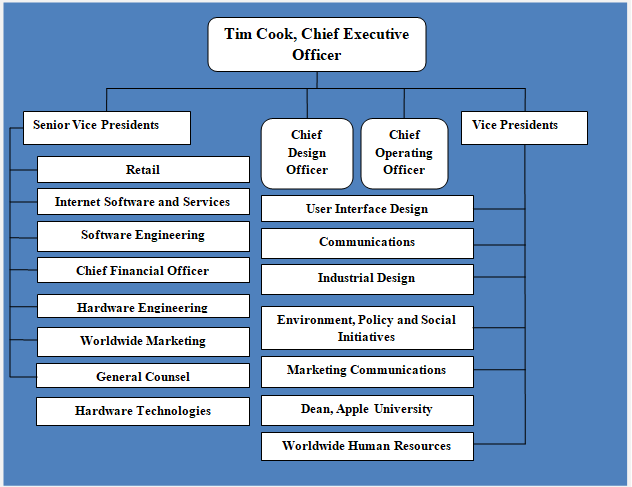 Tim Cook, Chief Executive
Officer
Senior Vice Presidents
Chief
Design
Officer
Chief
Operating
Officer
Vice Presidents
Retail
Internet Software and Services
Software Engineering
Chief Financial Officer
Hardware Engineering
Worldwide Marketing
General Counsel
Hardware Technologies
User Interface Design
Communications
Industrial Design
Environment, Policy and Social
Initiatives
Marketing Communications
Dean, Apple University
Worldwide Human Resources